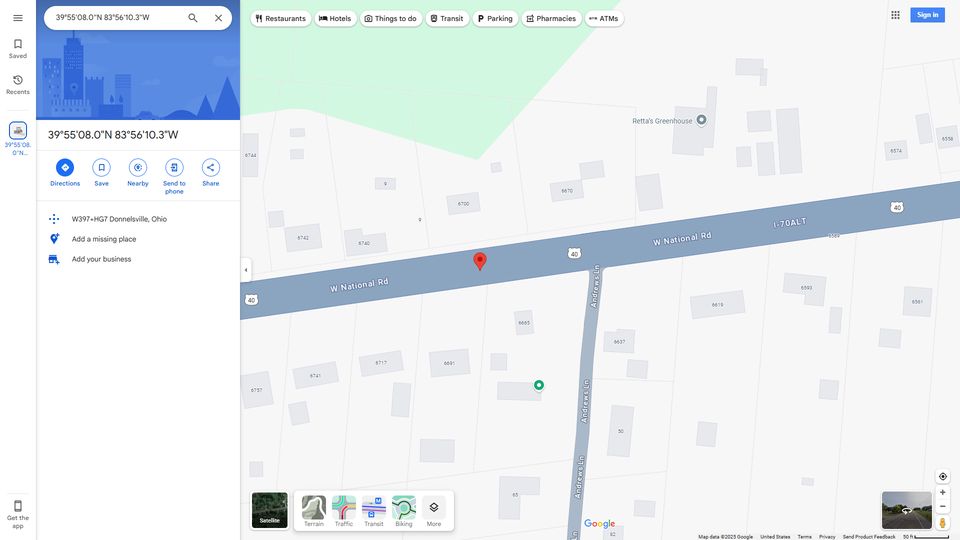 39°55'08.0"N 83°56'10.3"W
Restaurants
Hotels
Things to do
Transit
Parking
Pharmacies
ATMs
Sign in
Saved
Recents
39°55'08.
0"N...
39°55'08.0"N 83°56'10.3"W
Directions
Save
Nearby
Send to
phone
Share
W397+HG7 Donnelsville, Ohio
Add a missing place
Add your business
Get the
app
Retta's Greenhouse
6744
9
9
6700
6670
6742
6740
6574
6558
40
I-70ALT
W National Rd
40
W National Rd
40
Andrews Ln
6665
6637
6619
6593
6561
6757
6741
6717
6691
Andrews Ln
50
Andrews Ln
65
82
Satellite
Terrain
Traffic
Transit
Biking
More
Google
Map data ©2025 Google
United States
Terms
Privacy
Send Product Feedback
50 ft